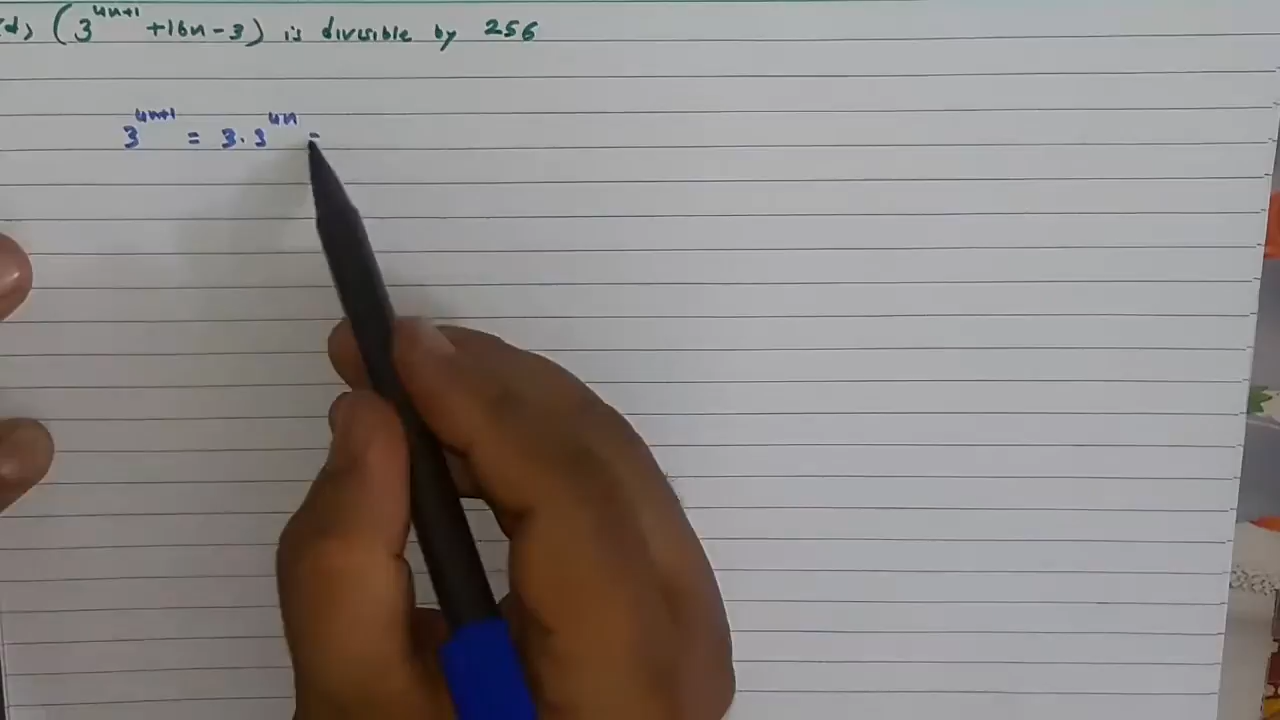 (d) (3^{4n+1} + 16n - 3) is divisible by 256
3^{4n+1} = 3 . 3^{4n} =